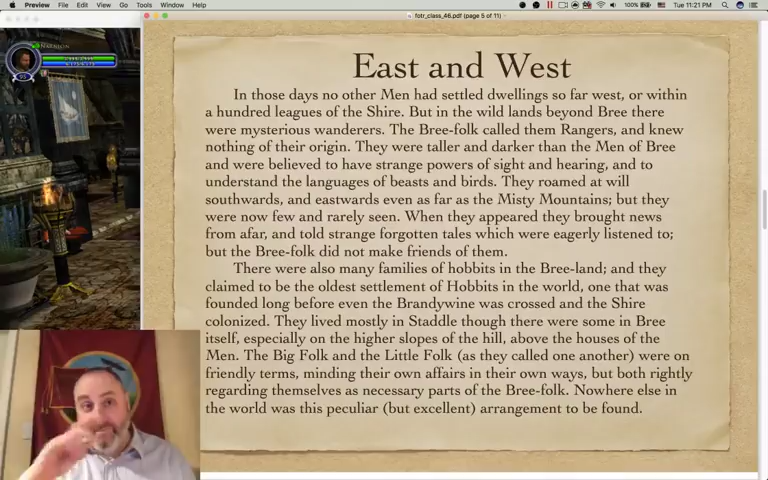 Preview File Edit View Go Tools Window Help
100% Tue 11:21 PM
fotr_class_46.pdf (page 5 of 11)
95
East and West
In those days no other Men had settled dwellings so far west, or within
a hundred leagues of the Shire. But in the wild lands beyond Bree there
were mysterious wanderers. The Bree-folk called them Rangers, and knew
nothing of their origin. They were taller and darker than the Men of Bree
and were believed to have strange powers of sight and hearing, and to
understand the languages of beasts and birds. They roamed at will
southwards, and eastwards even as far as the Misty Mountains; but they
were now few and rarely seen. When they appeared they brought news
from afar, and told strange forgotten tales which were eagerly listened to;
but the Bree-folk did not make friends of them.
There were also many families of hobbits in the Bree-land; and they
claimed to be the oldest settlement of Hobbits in the world, one that was
founded long before even the Brandywine was crossed and the Shire
colonized. They lived mostly in Staddle though there were some in Bree
itself, especially on the higher slopes of the hill, above the houses of the
Men. The Big Folk and the Little Folk (as they called one another) were on
friendly terms, minding their own affairs in their own ways, but both rightly
regarding themselves as necessary parts of the Bree-folk. Nowhere else in
the world was this peculiar (but excellent) arrangement to be found.